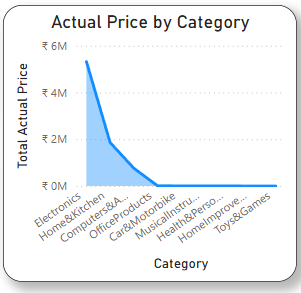 Actual Price by Category
Total Actual Price
₹ 6M
₹ 4M
₹ 2M
₹ 0M
Electronics
Home&Kitchen
Computers&A...
OfficeProducts
Car&Motorbike
MusicalInstru...
Health&Perso...
HomeImprove...
Toys&Games
Category